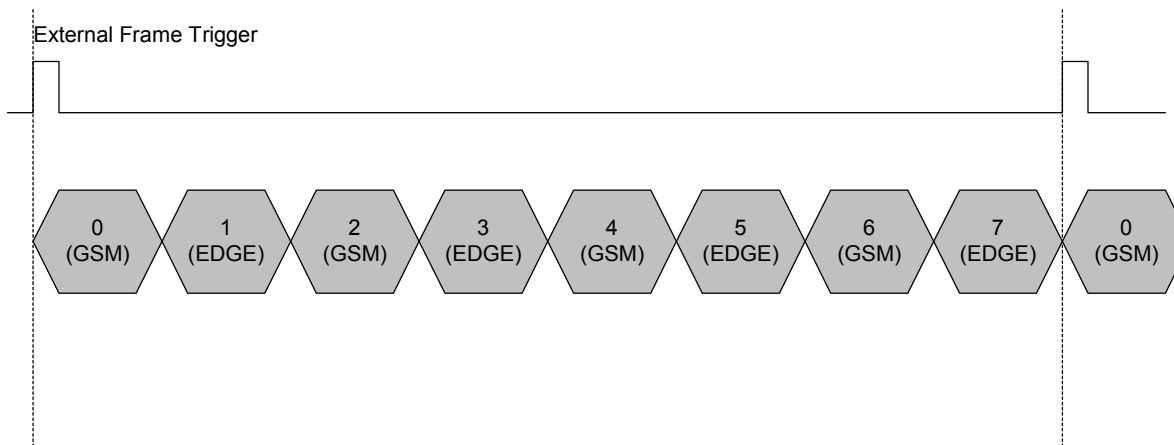 External Frame Trigger
0
(GSM)
1
(EDGE)
2
(GSM)
3
(EDGE)
4
(GSM)
5
(EDGE)
6
(GSM)
7
(EDGE)
0
(GSM)